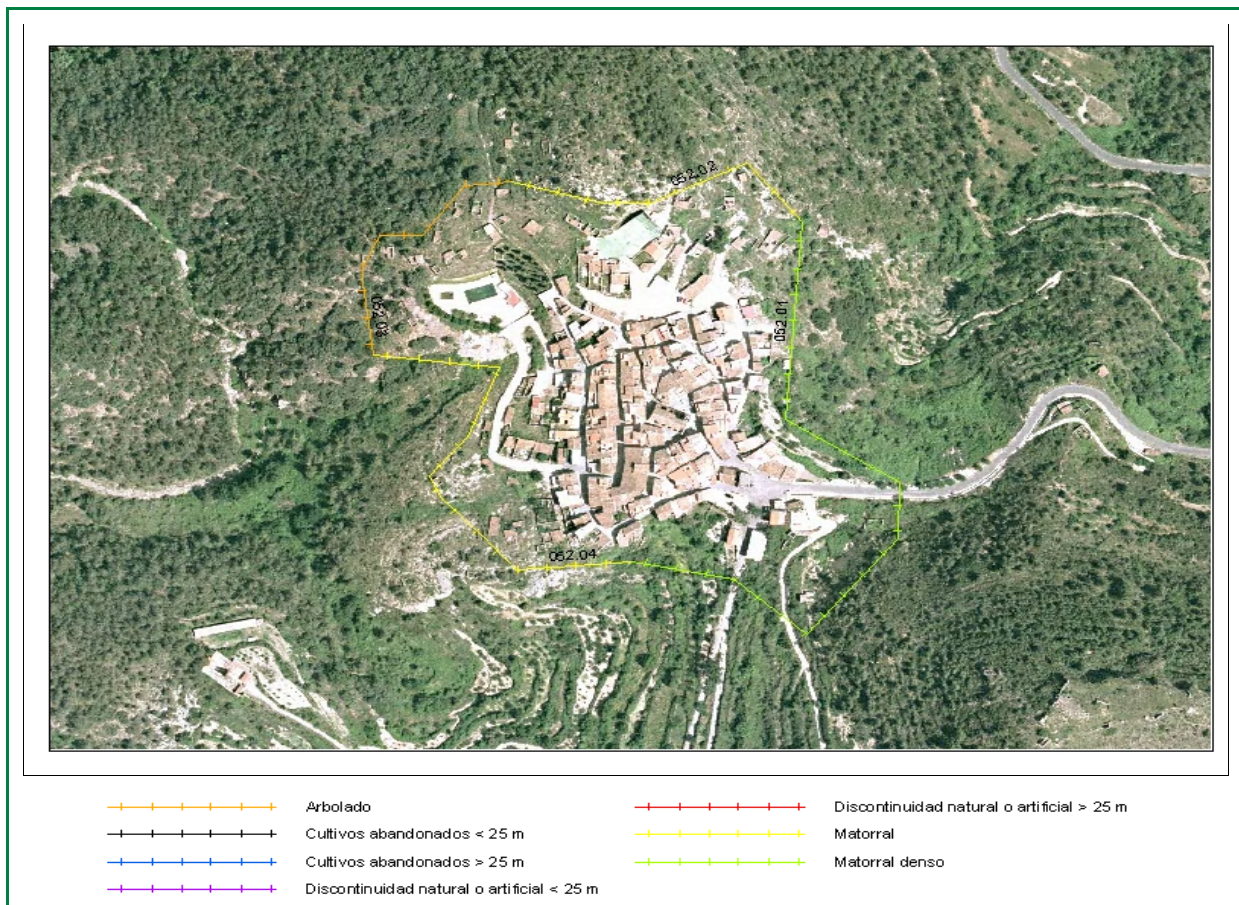 052.02
052.03
052.01
052.04
Arbolado
Cultivos abandonados < 25 m
Cultivos abandonados > 25 m
Discontinuidad natural o artificial < 25 m
Discontinuidad natural o artificial > 25 m
Matorral
Matorral denso